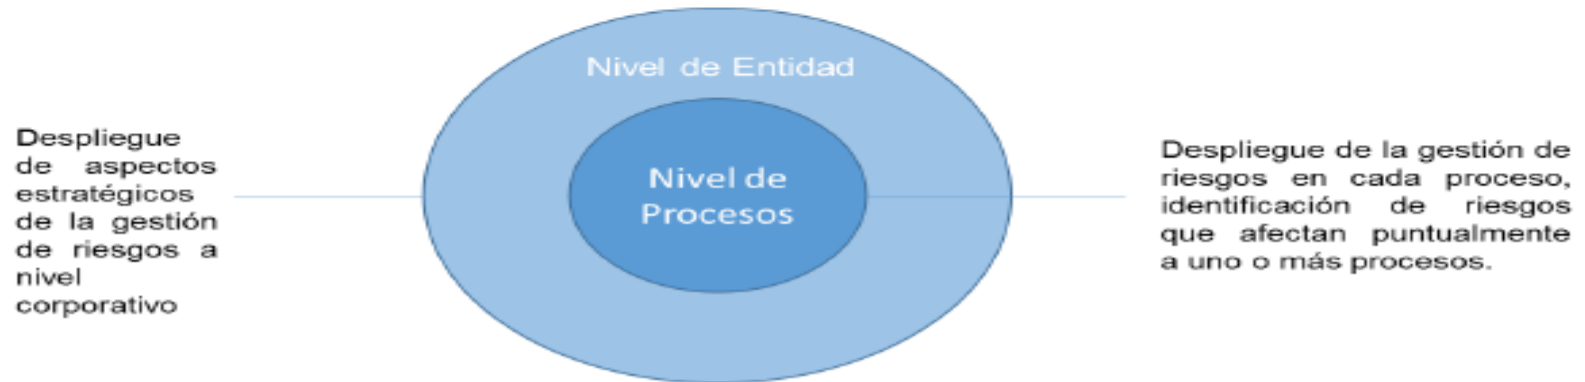 Nivel de Entidad
Despliegue
de aspectos
estratégicos
de la gestión
de riesgos a
nivel
corporativo
Nivel de
Procesos
Despliegue de la gestión de
riesgos en cada proceso,
identificación de riesgos
que afectan puntualmente
a uno o más procesos.